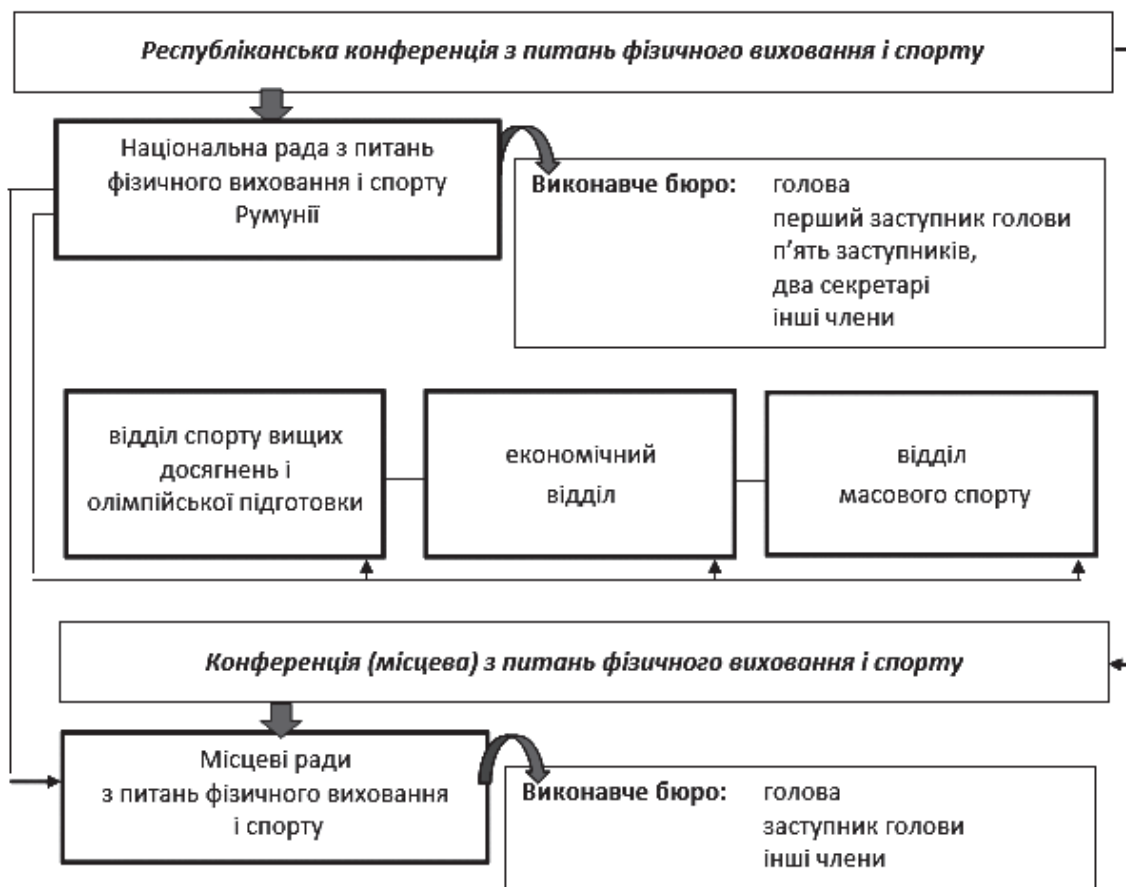 Республіканська конференція з питань фізичного виховання і спорту
Національна рада з питань
фізичного виховання і спорту
Румунії
Виконавче бюро: голова
перший заступник голови
п’ять заступників,
два секретарі
інші члени
відділ спорту вищих
досягнень і
олімпійської підготовки
економічний
відділ
відділ
масового спорту
Конференція (місцева) з питань фізичного виховання і спорту
Місцеві ради
з питань фізичного виховання
і спорту
Виконавче бюро: голова
заступник голови
інші члени